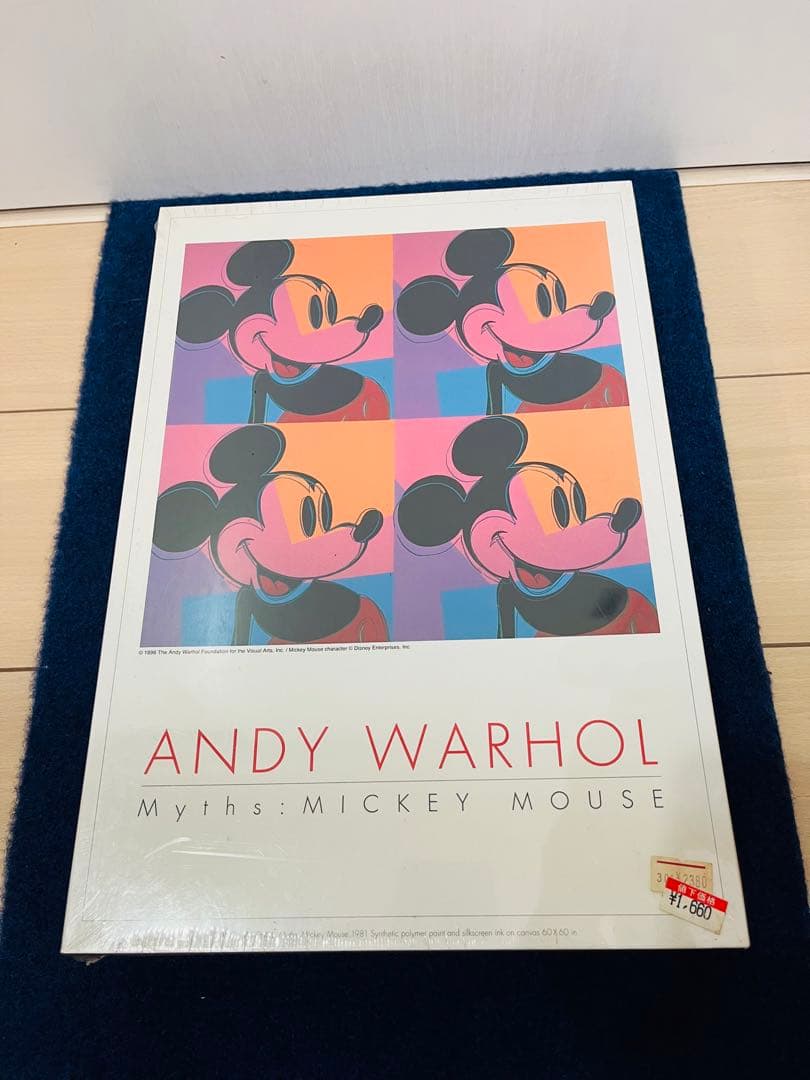 © 1996 The Andy Warhol Foundation for the Visual Arts, Inc. / Mickey Mouse character © Disney Enterprises, Inc
ANDY WARHOL
Myths: MICKEY MOUSE
¥2380
値下価格
¥1,660
Mickey Mouse, 1981 Synthetic polymer paint and silkscreen ink on canvas 60X60 in